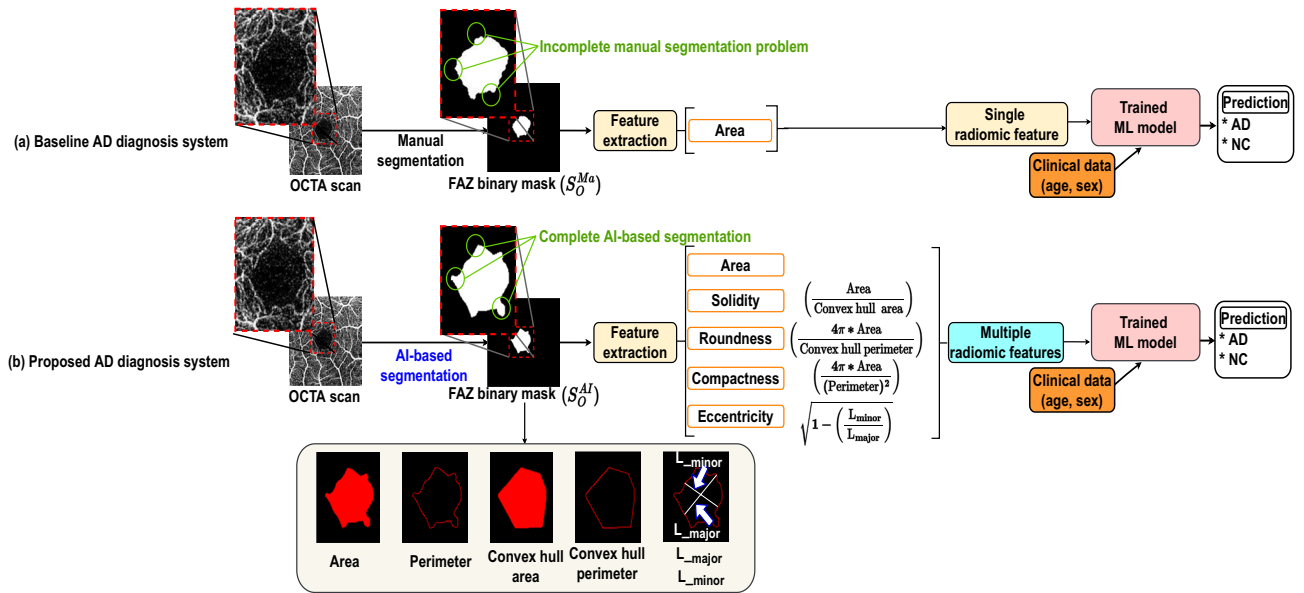 Incomplete manual segmentation problem
(a) Baseline AD diagnosis system
OCTA scan
Manual
segmentation
FAZ binary mask (S_O^{Ma})
Feature
extraction
Area
Single
radiomic feature
Clinical data
(age, sex)
Trained
ML model
Prediction
* AD
* NC
Complete AI-based segmentation
(b) Proposed AD diagnosis system
OCTA scan
AI-based
segmentation
FAZ binary mask (S_O^{AI})
Feature
extraction
Area
Solidity (Area / Convex hull area)
Roundness (4π * Area / Convex hull perimeter)
Compactness (4π * Area / (Perimeter)²)
Eccentricity √1 − (L_minor / L_major)
Multiple
radiomic features
Clinical data
(age, sex)
Trained
ML model
Prediction
* AD
* NC
Area
Perimeter
Convex hull
area
Convex hull
perimeter
L_minor
L_major
L_major
L_minor